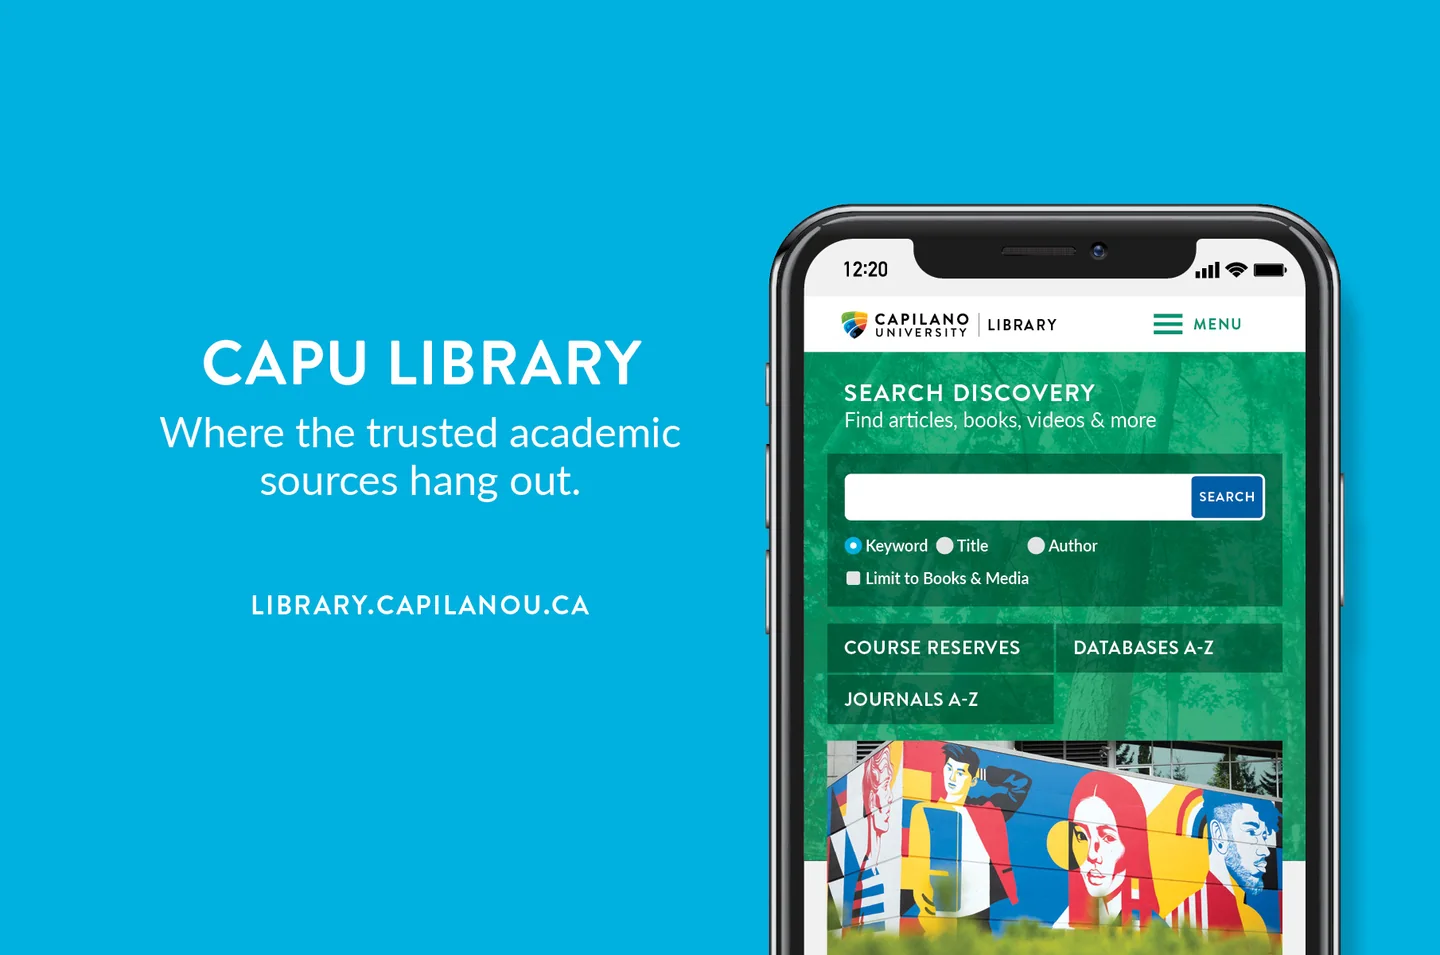 CAPU LIBRARY
Where the trusted academic
sources hang out.
LIBRARY.CAPILANOU.CA
12:20
CAPILANO
UNIVERSITY
LIBRARY
MENU
SEARCH DISCOVERY
Find articles, books, videos & more
SEARCH
Keyword Title Author
Limit to Books & Media
COURSE RESERVES
DATABASES A-Z
JOURNALS A-Z